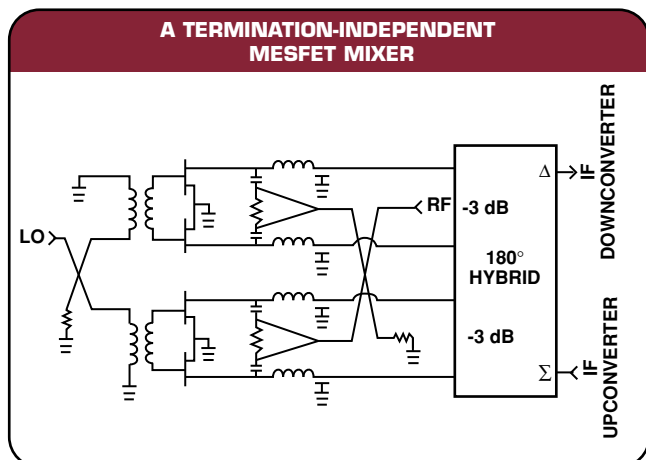 A TERMINATION-INDEPENDENT
MESFET MIXER
LO
RF
-3 dB
180°
HYBRID
-3 dB
Δ
IF
DOWNCONVERTER
Σ
IF
UPCONVERTER